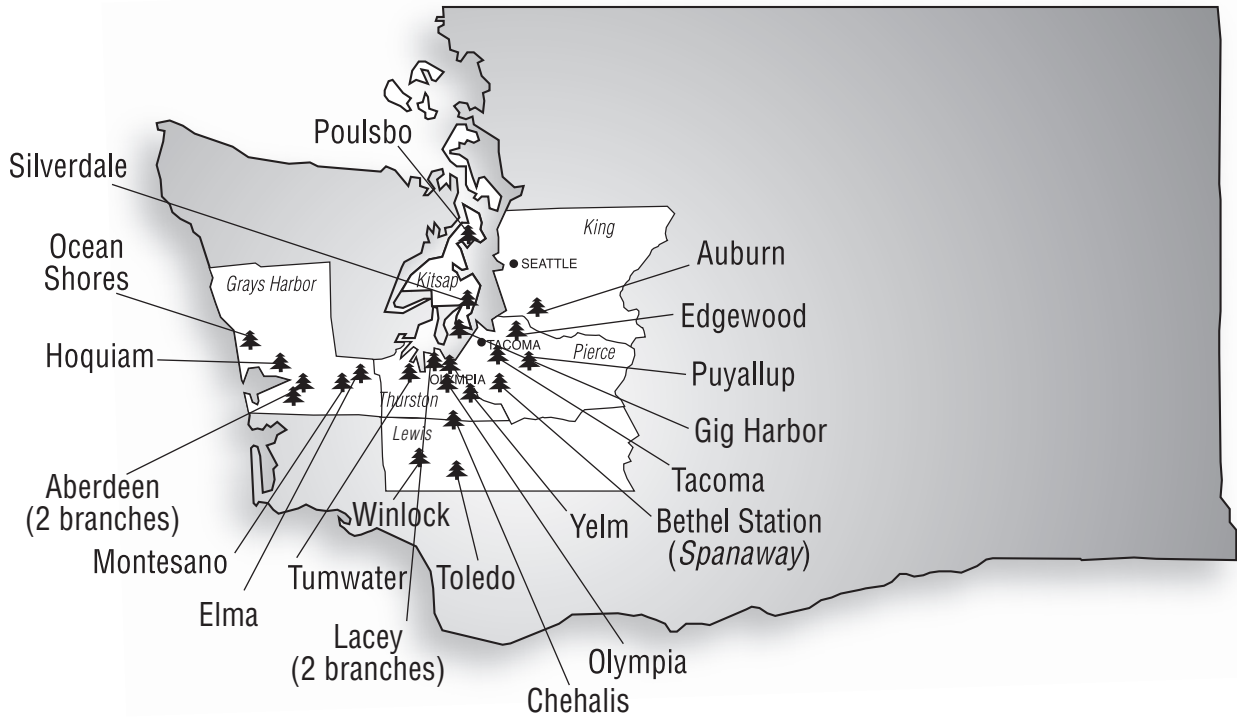 Poulsbo
Silverdale
Ocean
Shores
Hoquiam
Grays Harbor
Kitsap
King
SEATTLE
Auburn
Edgewood
TACOMA
Pierce
Puyallup
OLYMPIA
Thurston
Gig Harbor
Lewis
Tacoma
Aberdeen
(2 branches)
Winlock
Yelm
Bethel Station
(Spanaway)
Montesano
Tumwater
Toledo
Elma
Lacey
(2 branches)
Olympia
Chehalis